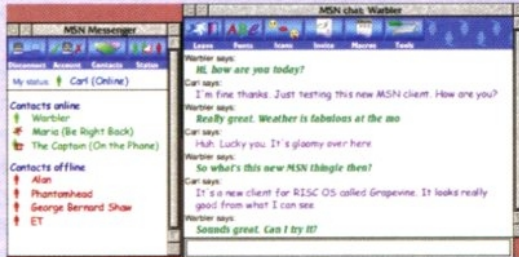 MSN Messenger
Disconnect Account Contacts Status
My status: Carl (Online)
Contacts online
Warbler
Maria (Be Right Back)
The Captain (On the Phone)
Contacts offline
Alan
Phantomhead
George Bernard Shaw
ET
MSN chat: Warbler
Leave Fonts Icons Invite Macros Tools
Warbler says:
Hi, how are you today?
Carl says:
I'm fine thanks. Just testing this new MSN client. How are you?
Warbler says:
Really great. Weather is fabulous at the mo
Carl says:
Huh. Lucky you. It's gloomy over here
Warbler says:
So what's this new MSN thingie then?
Carl says:
It's a new client for RISC OS called Grapevine. It looks really
good from what I can see
Warbler says:
Sounds great. Can I try it?